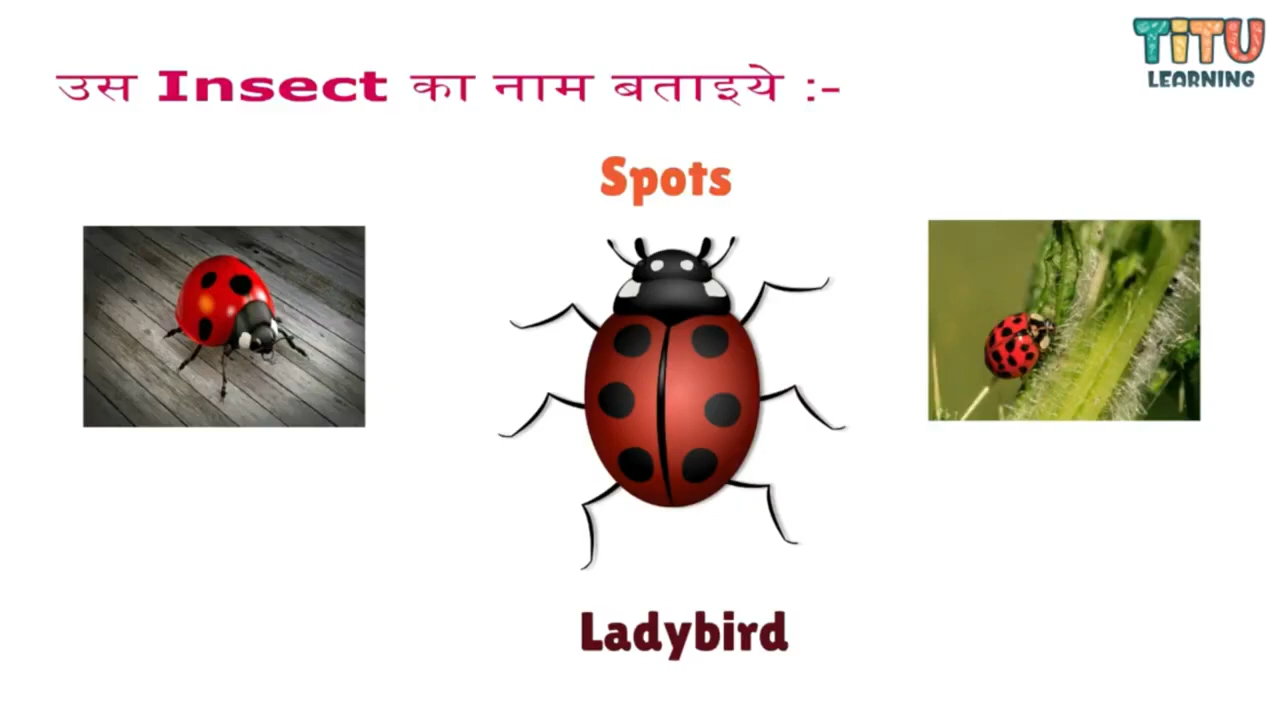 TiTU
LEARNING
उस Insect का नाम बताइये :-
Spots
Ladybird